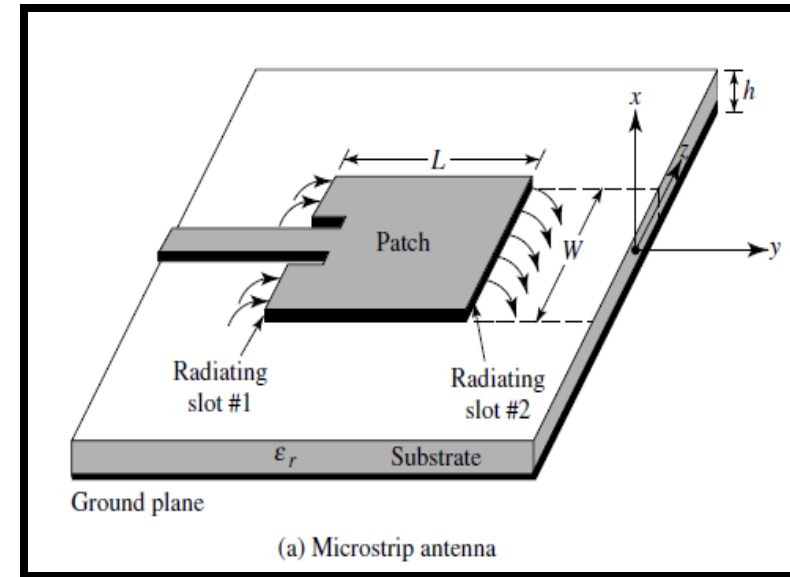 h
x
z
L
Patch
W
y
Radiating
slot #1
Radiating
slot #2
εr
Substrate
Ground plane
(a) Microstrip antenna